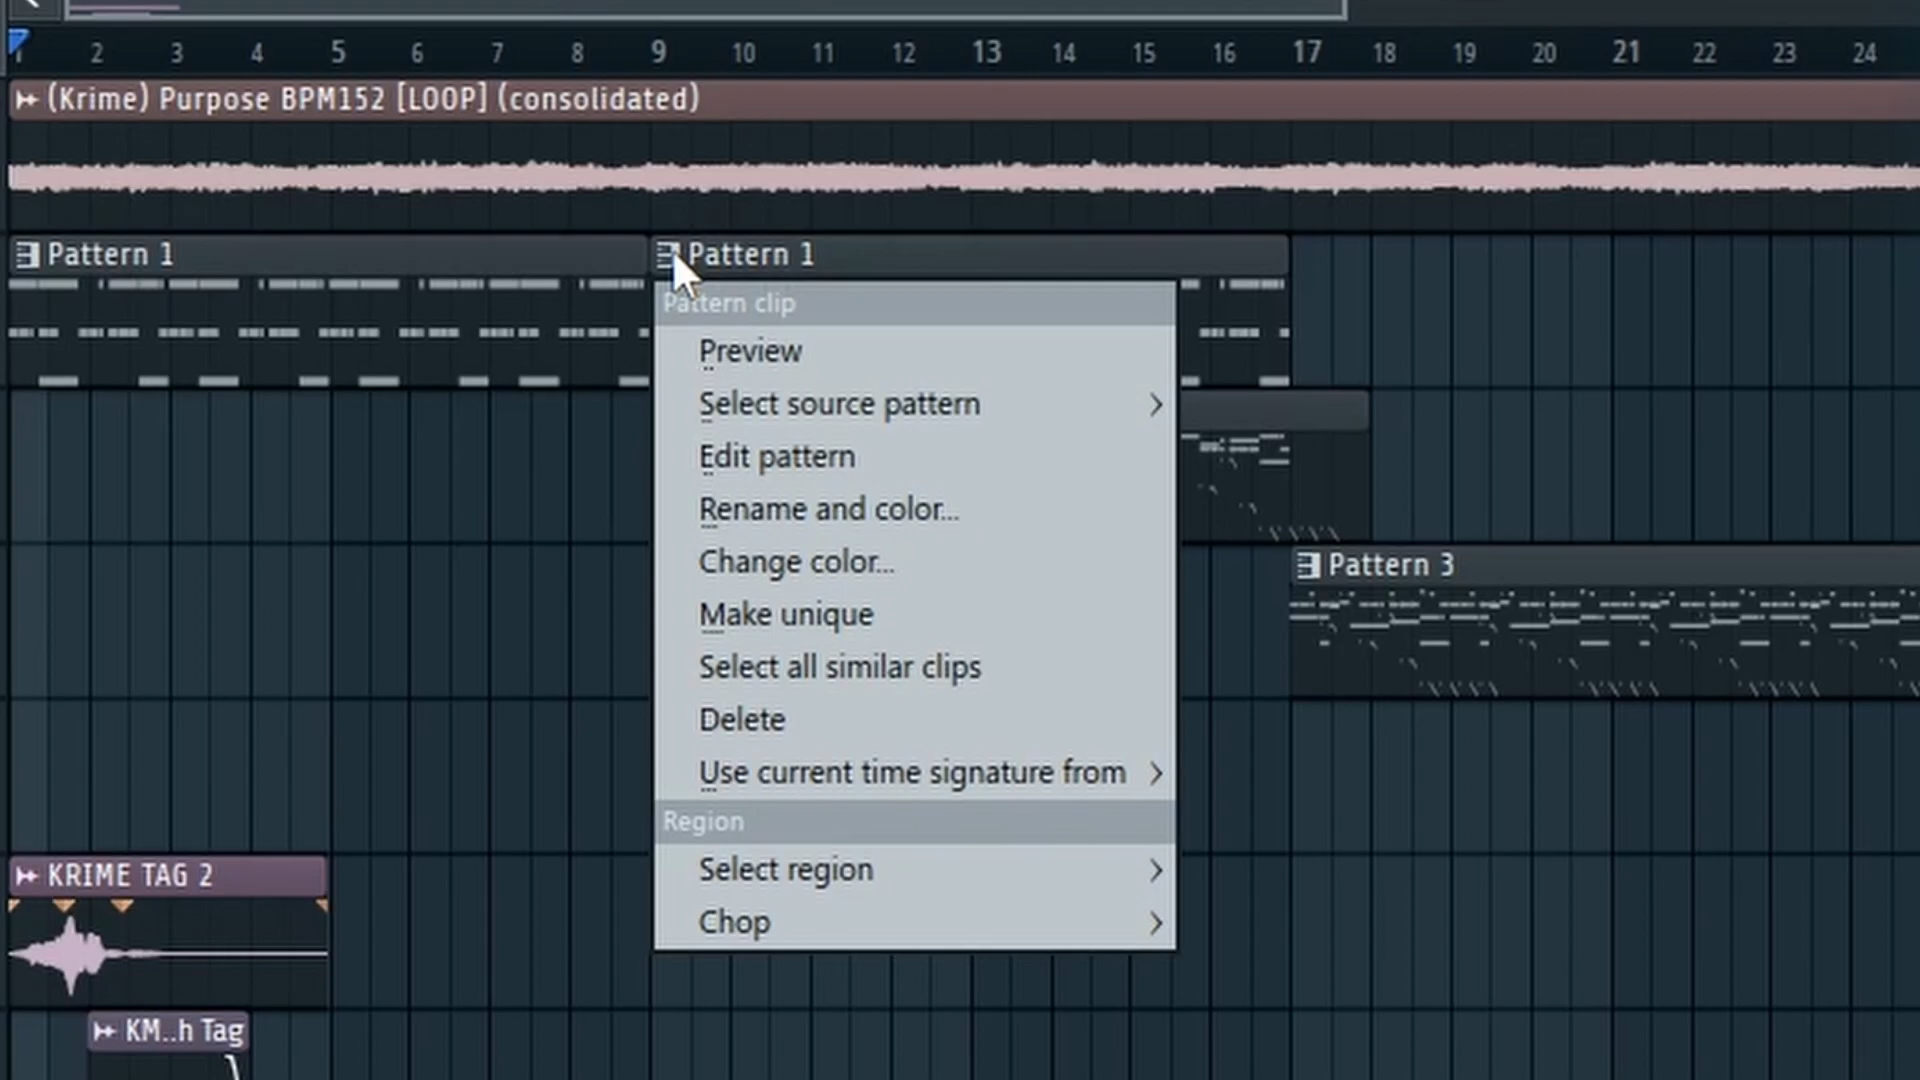 1 2 3 4 5 6 7 8 9 10 11 12 13 14 15 16 17 18 19 20 21 22 23 24
(Krime) Purpose BPM152 [LOOP] (consolidated)
Pattern 1
Pattern 1
Pattern clip
Preview
Select source pattern
Edit pattern
Rename and color...
Change color...
Make unique
Select all similar clips
Delete
Use current time signature from
Region
Select region
Chop
Pattern 3
KRIME TAG 2
KM..h Tag